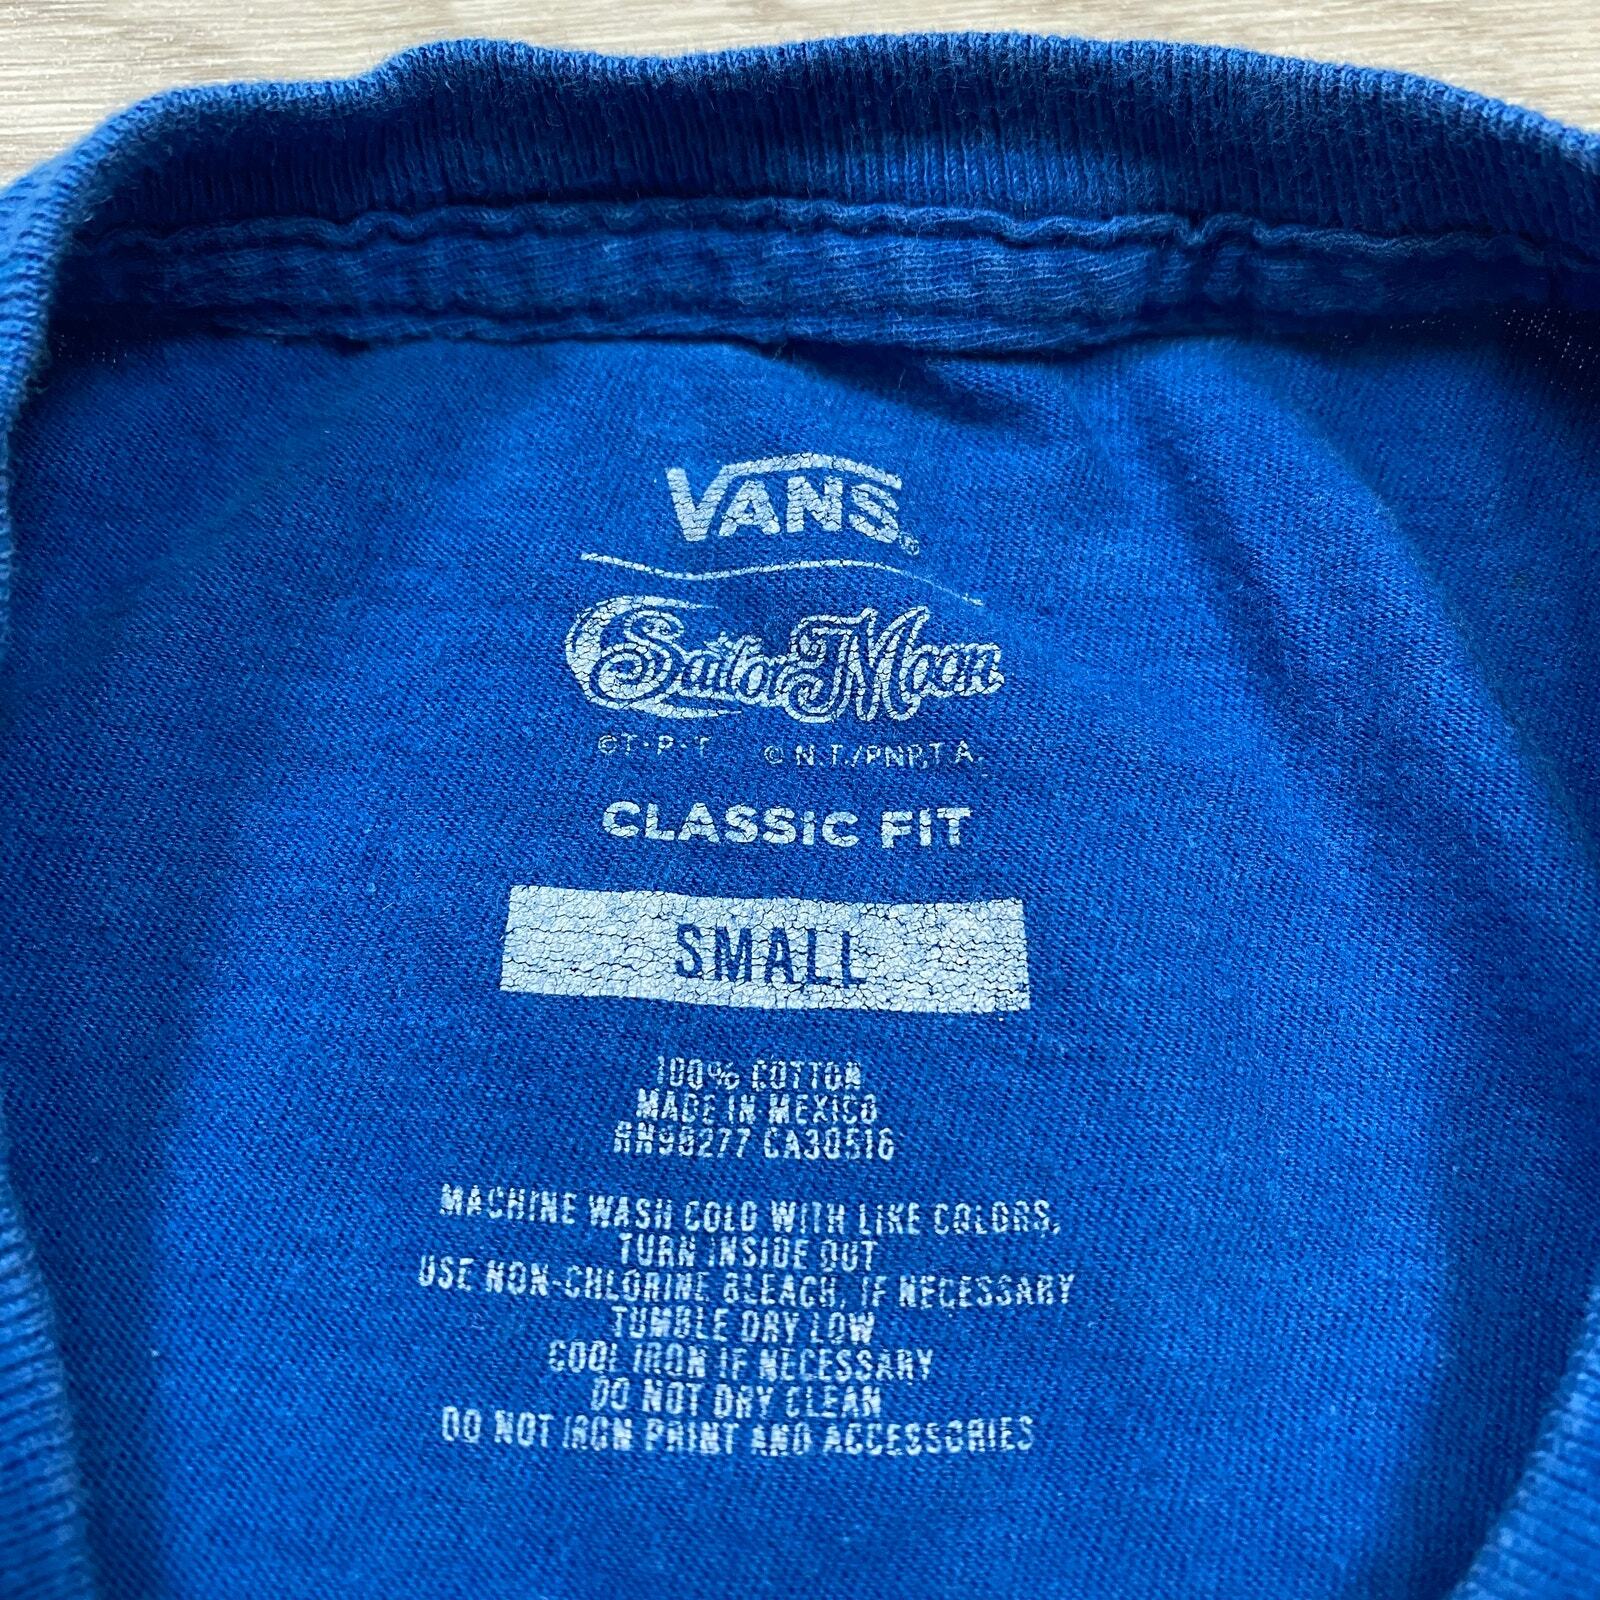 VANS®
Sailor Moon
©T·P·T © N.T./PNP,T.A.
CLASSIC FIT
SMALL
100% COTTON
MADE IN MEXICO
RN90277 CA30516
MACHINE WASH COLD WITH LIKE COLORS,
TURN INSIDE OUT
USE NON-CHLORINE BLEACH, IF NECESSARY
TUMBLE DRY LOW
COOL IRON IF NECESSARY
DO NOT DRY CLEAN
DO NOT IRON PRINT AND ACCESSORIES